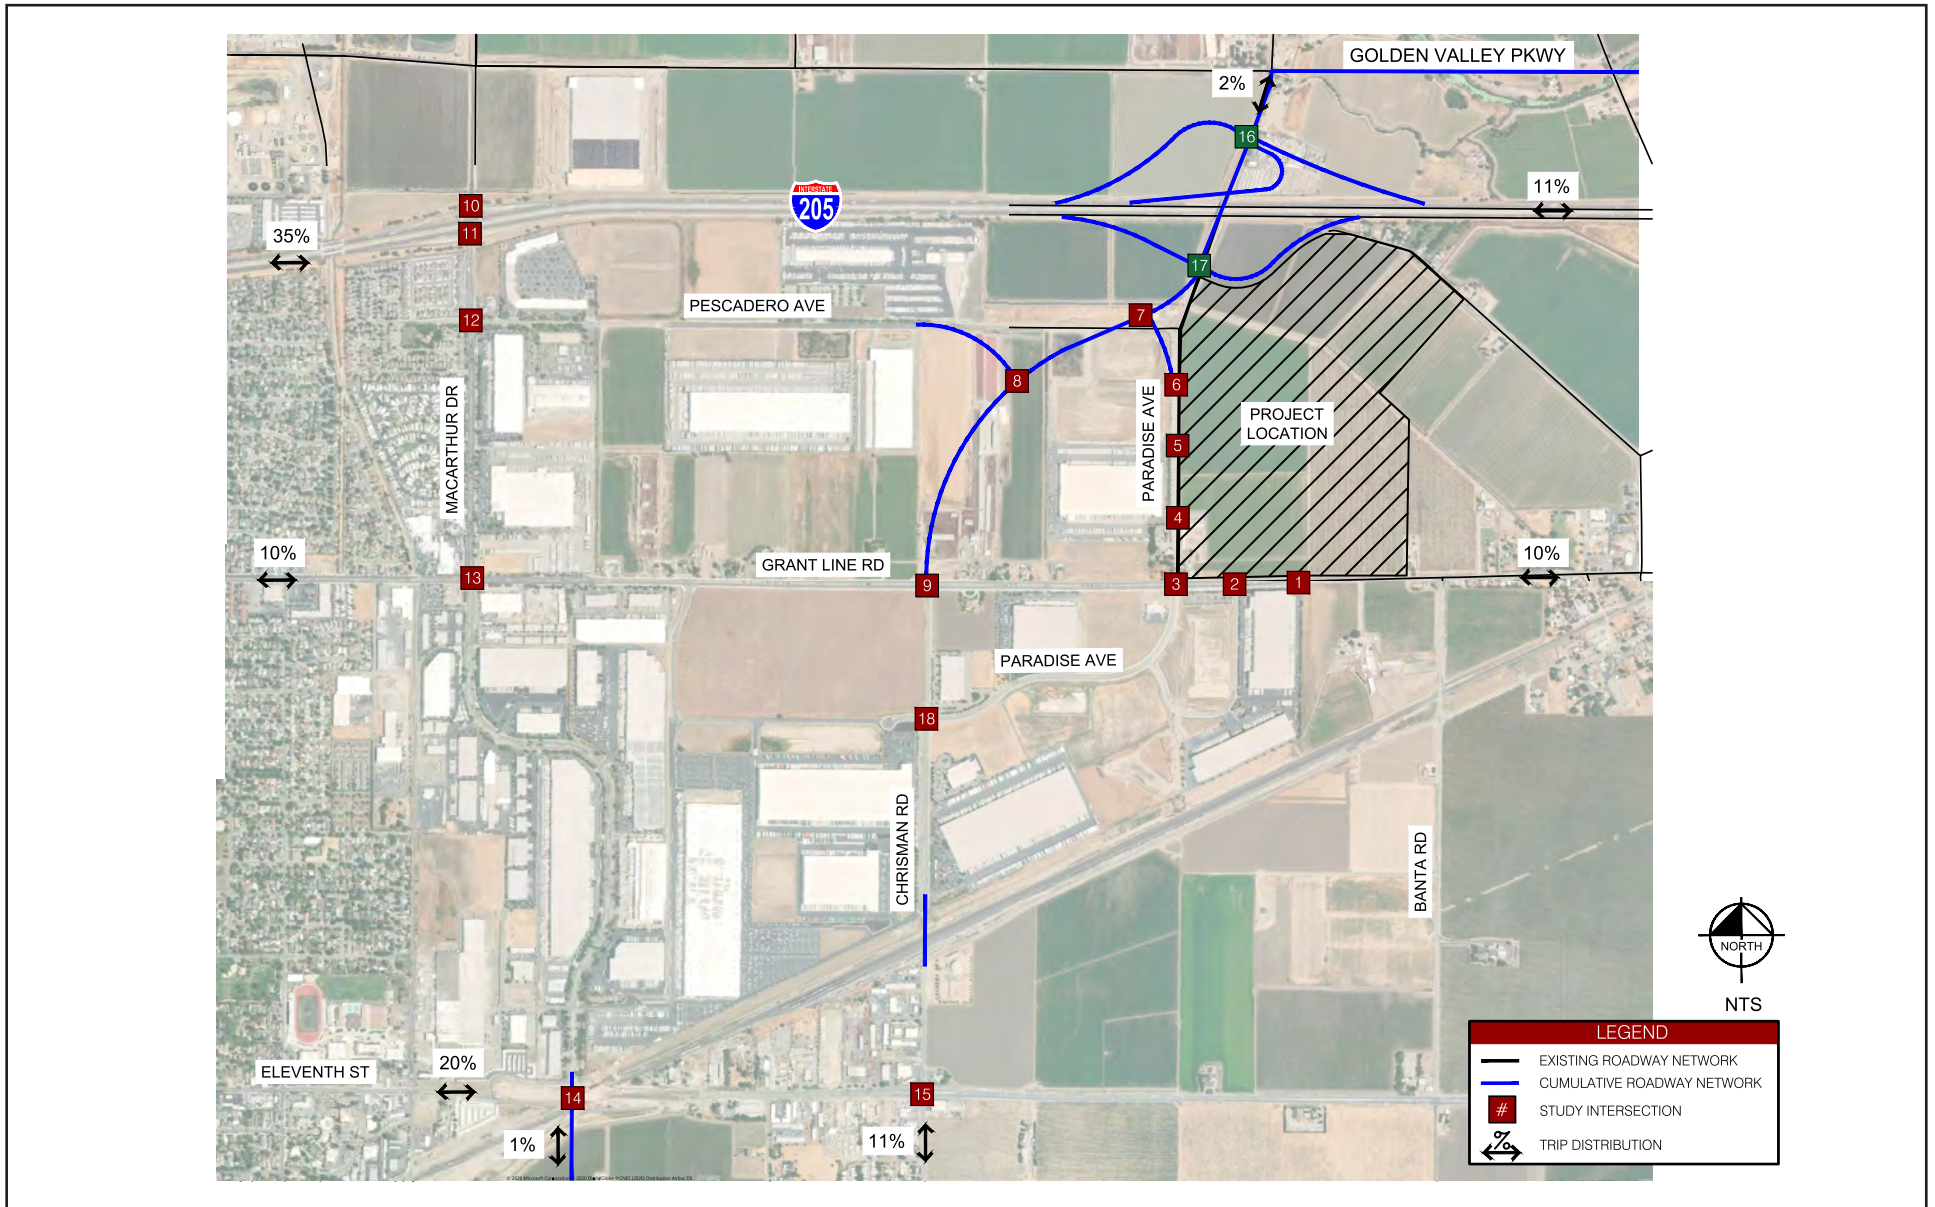 GOLDEN VALLEY PKWY
2%
16
11%
INTERSTATE
205
10
11
35%
17
PESCADERO AVE
7
12
8
6
MACARTHUR DR
PARADISE AVE
PROJECT
LOCATION
5
4
10%
GRANT LINE RD
10%
13
9
3
2
1
PARADISE AVE
18
CHRISMAN RD
BANTA RD
NORTH
NTS
ELEVENTH ST
20%
14
15
1%
11%
LEGEND
EXISTING ROADWAY NETWORK
CUMULATIVE ROADWAY NETWORK
# STUDY INTERSECTION
% TRIP DISTRIBUTION